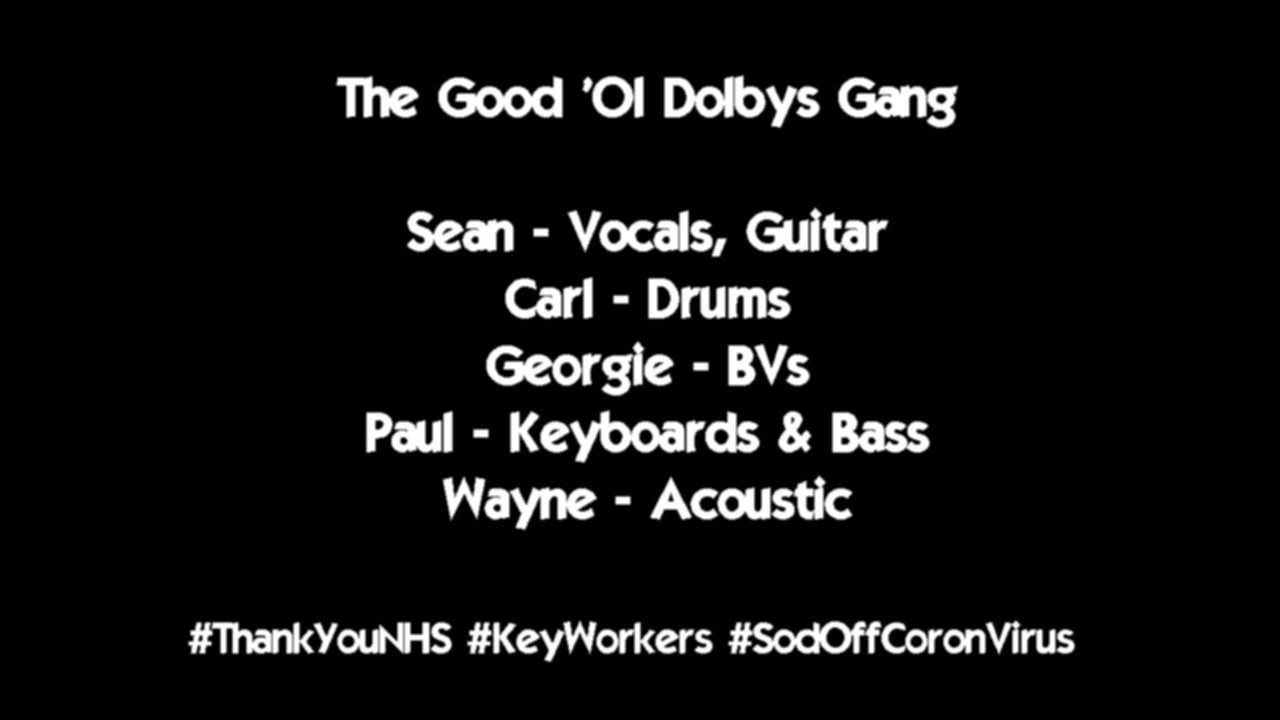 The Good 'Ol Dolbys Gang
Sean - Vocals, Guitar
Carl - Drums
Georgie - BVs
Paul - Keyboards & Bass
Wayne - Acoustic
#ThankYouNHS #KeyWorkers #SodOffCoronVirus